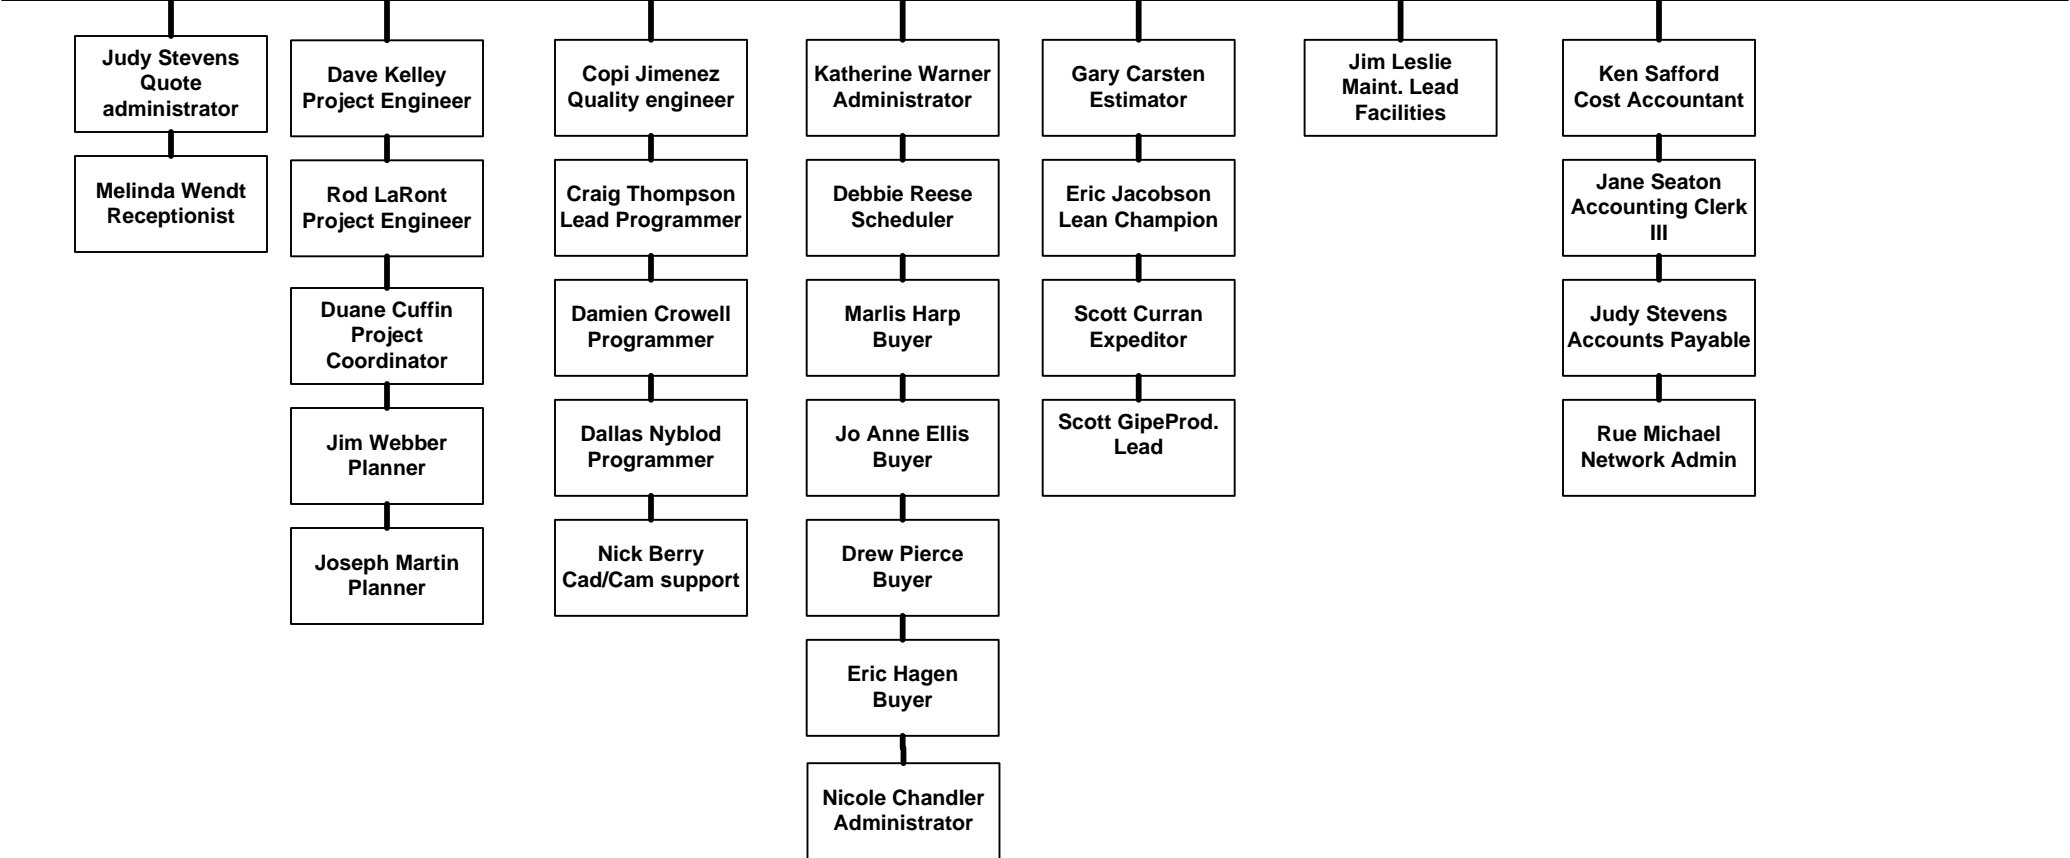 Judy Stevens
Quote
administrator
Melinda Wendt
Receptionist
Dave Kelley
Project Engineer
Rod LaRont
Project Engineer
Duane Cuffin
Project
Coordinator
Jim Webber
Planner
Joseph Martin
Planner
Copi Jimenez
Quality engineer
Craig Thompson
Lead Programmer
Damien Crowell
Programmer
Dallas Nyblod
Programmer
Nick Berry
Cad/Cam support
Katherine Warner
Administrator
Debbie Reese
Scheduler
Marlis Harp
Buyer
Jo Anne Ellis
Buyer
Drew Pierce
Buyer
Eric Hagen
Buyer
Nicole Chandler
Administrator
Gary Carsten
Estimator
Eric Jacobson
Lean Champion
Scott Curran
Expeditor
Scott GipeProd.
Lead
Jim Leslie
Maint. Lead
Facilities
Ken Safford
Cost Accountant
Jane Seaton
Accounting Clerk
III
Judy Stevens
Accounts Payable
Rue Michael
Network Admin